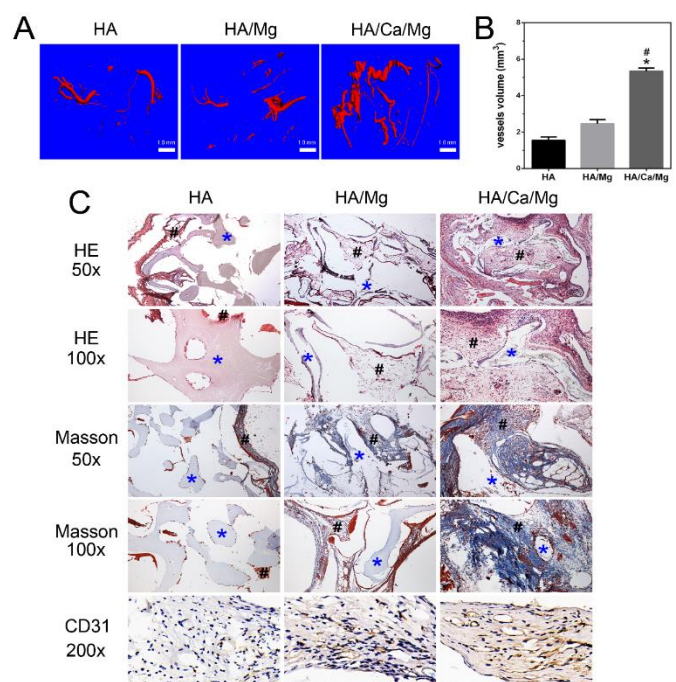 A
HA
HA/Mg
HA/Ca/Mg
1.0 mm
1.0 mm
1.0 mm
B
vessels volume (mm³)
8
6
4
2
0
#
*
HA
HA/Mg
HA/Ca/Mg
C
HA
HA/Mg
HA/Ca/Mg
HE
50x
#
*
#
*
*
#
HE
100x
#
*
*
#
#
*
Masson
50x
#
*
#
*
#
*
Masson
100x
*
#
#
*
#
*
CD31
200x